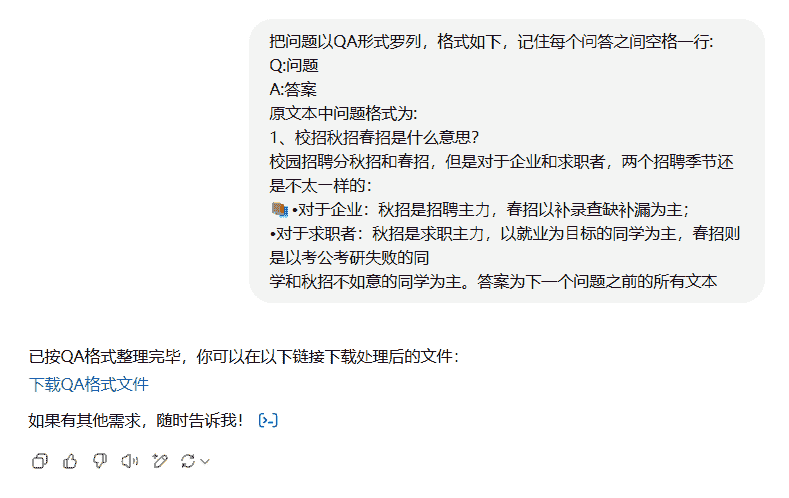 把问题以QA形式罗列，格式如下，记住每个问答之间空格一行:
Q:问题
A:答案
原文本中问题格式为:
1、校招秋招春招是什么意思？
校园招聘分秋招和春招，但是对于企业和求职者，两个招聘季节还
是不太一样的：
📚•对于企业：秋招是招聘主力，春招以补录查缺补漏为主；
•对于求职者：秋招是求职主力，以就业为目标的同学为主，春招则
是以考公考研失败的同
学和秋招不如意的同学为主。答案为下一个问题之前的所有文本
已按QA格式整理完毕，你可以在以下链接下载处理后的文件：
下载QA格式文件
如果有其他需求，随时告诉我！